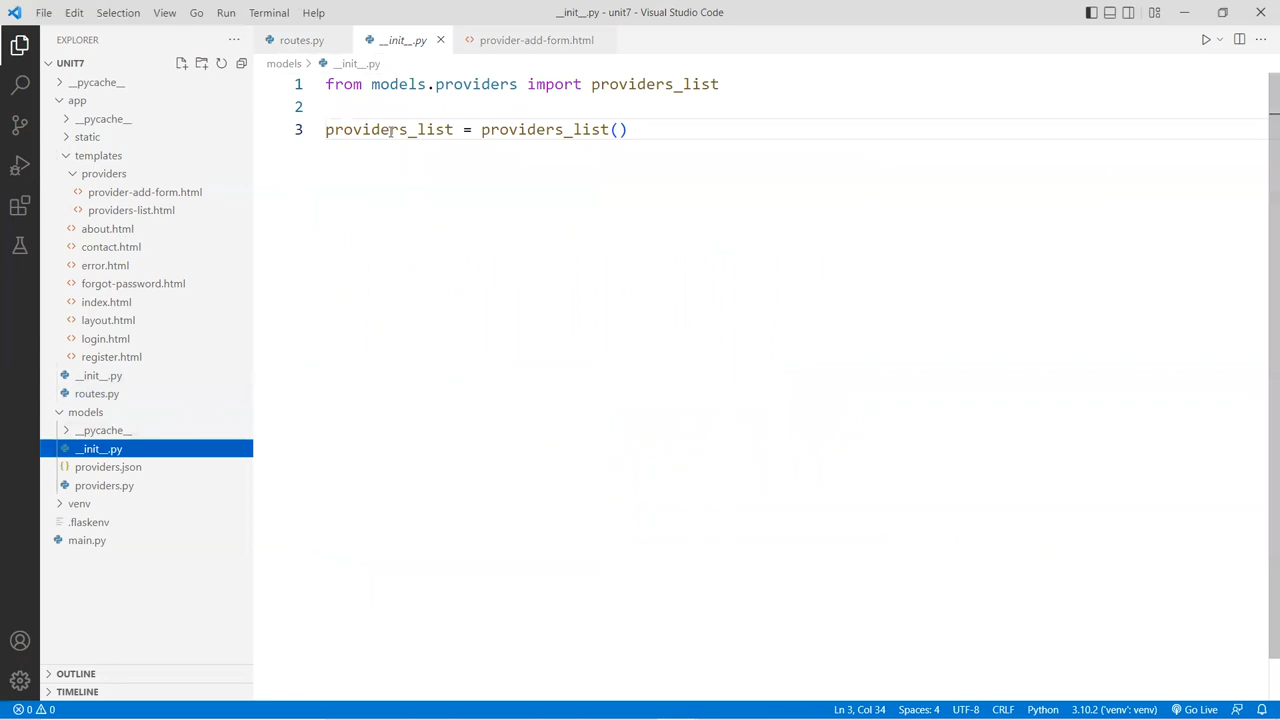 File Edit Selection View Go Run Terminal Help
__init__.py - unit7 - Visual Studio Code
EXPLORER
UNIT7
__pycache__
app
__pycache__
static
templates
providers
provider-add-form.html
providers-list.html
about.html
contact.html
error.html
forgot-password.html
index.html
layout.html
login.html
register.html
__init__.py
routes.py
models
__pycache__
__init__.py
providers.json
providers.py
venv
.flaskenv
main.py
OUTLINE
TIMELINE
routes.py __init__.py provider-add-form.html
models __init__.py
1 from models.providers import providers_list
2
3 providers_list = providers_list()
0 0 Ln 3, Col 34 Spaces: 4 UTF-8 CRLF Python 3.10.2 ('venv': venv) Go Live